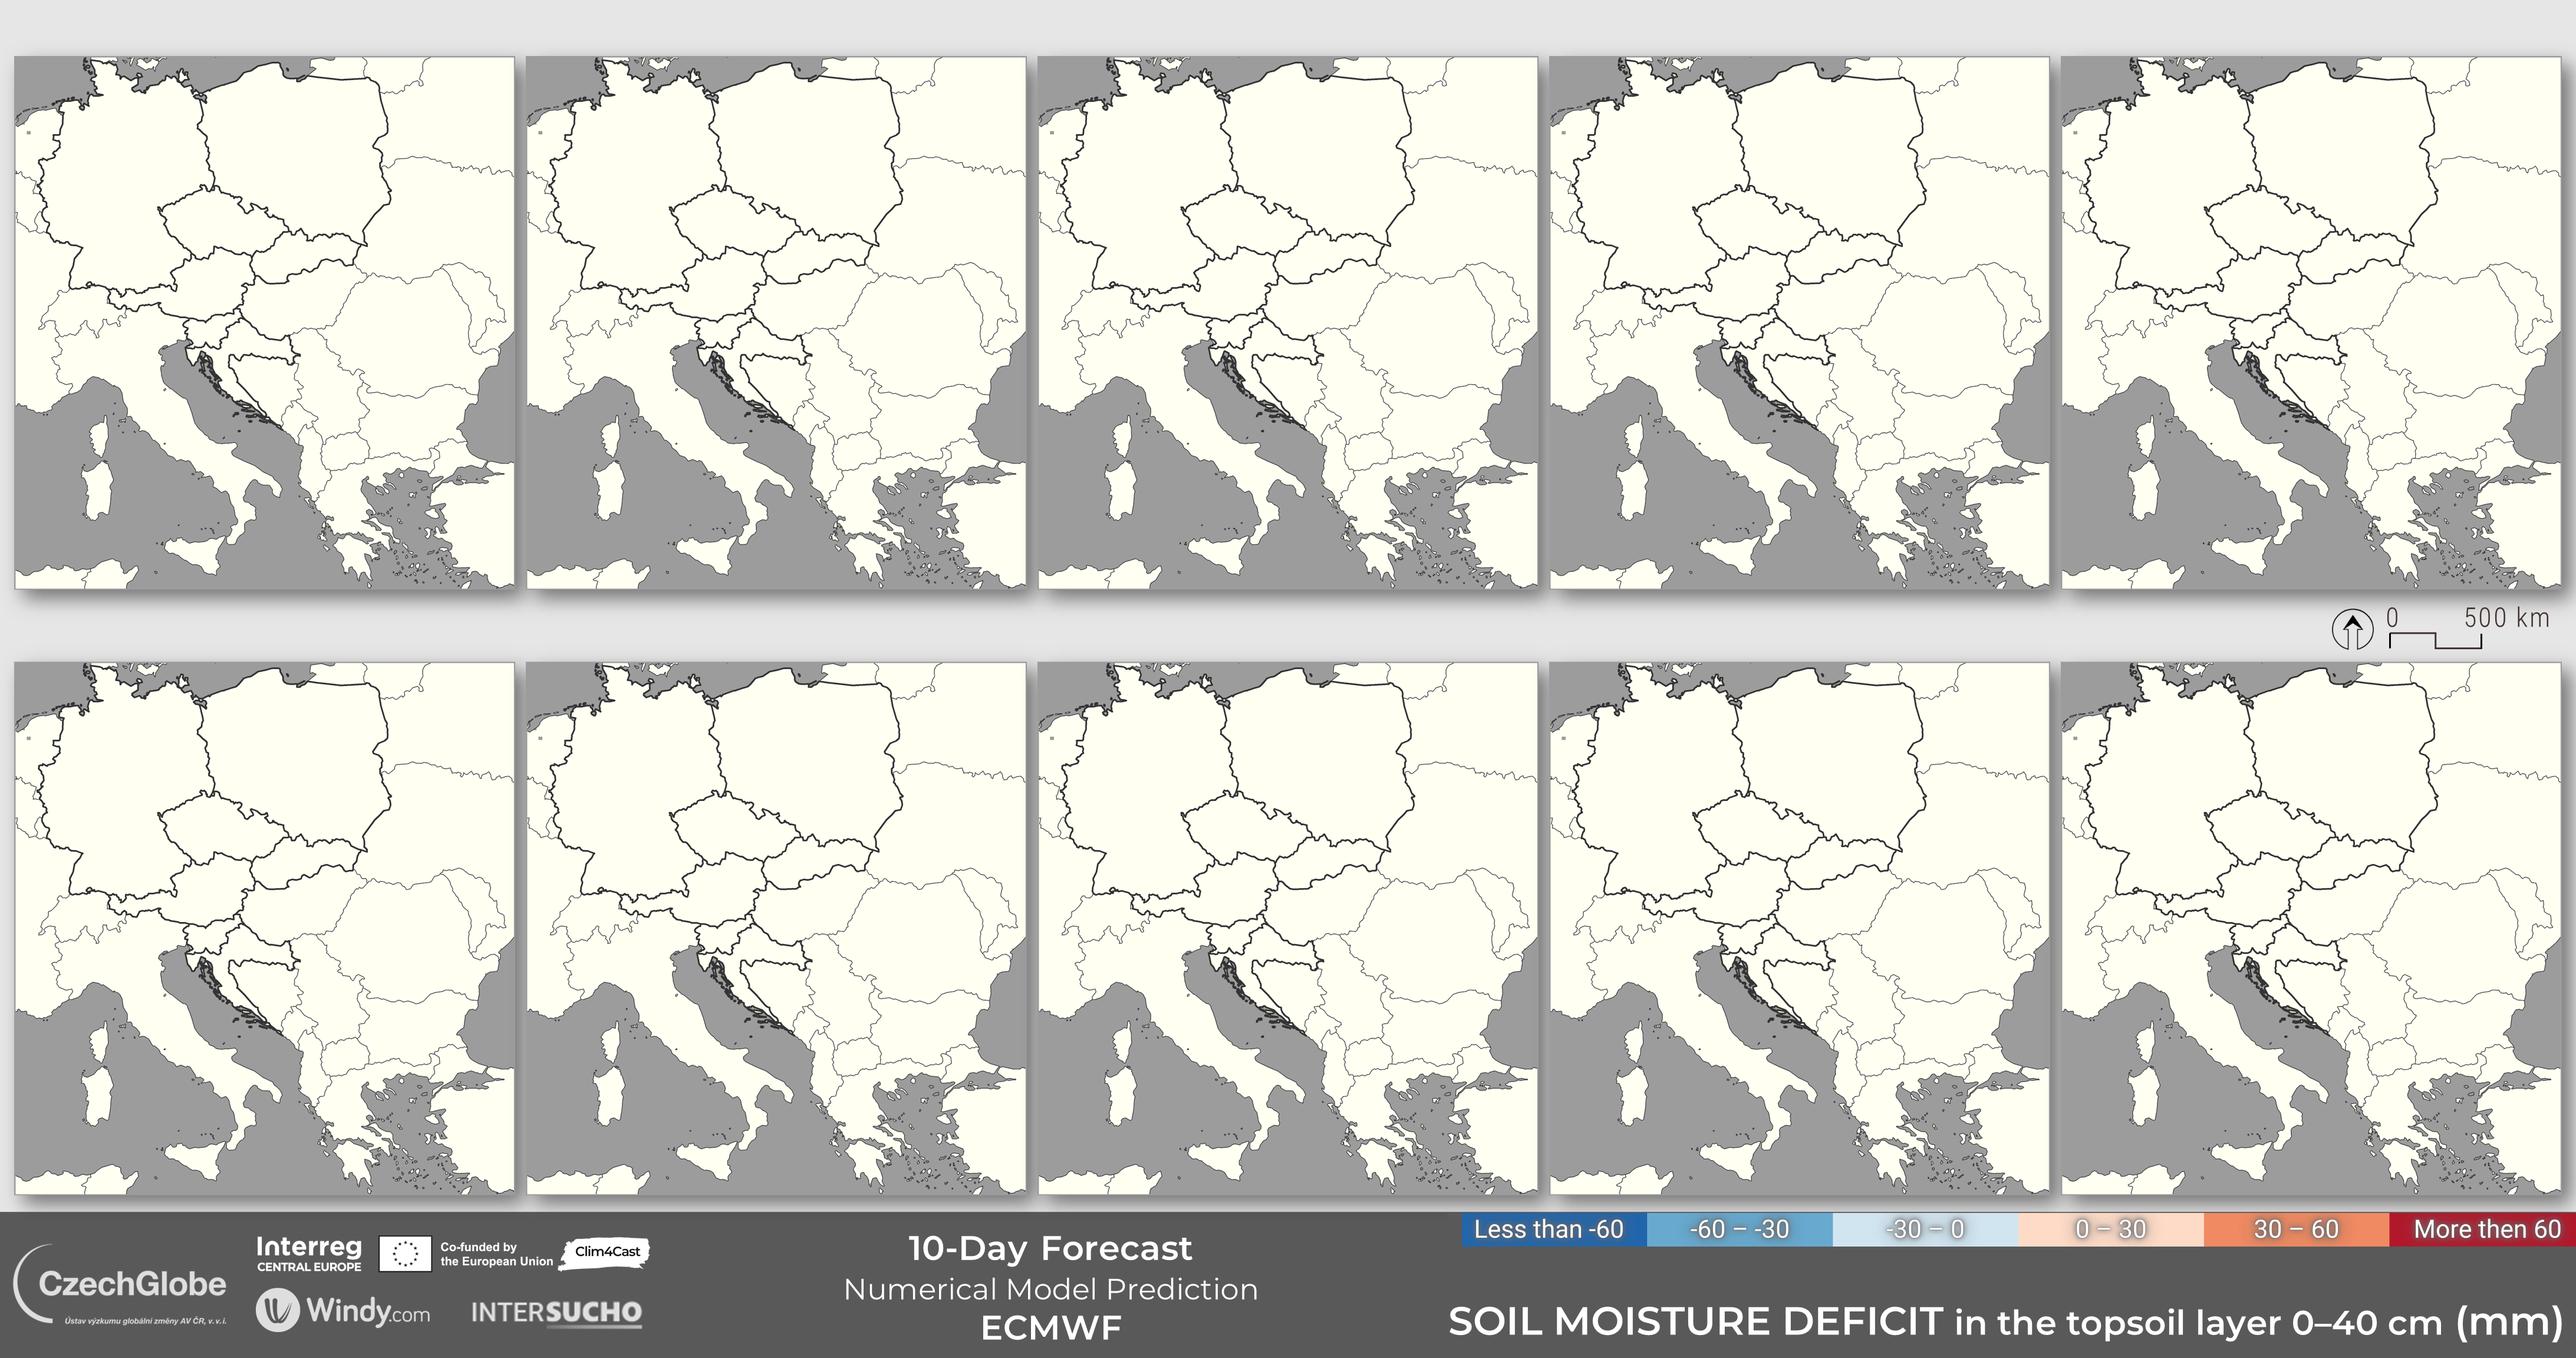 0 500 km
Less than -60 -60 – -30 -30 – 0 0 – 30 30 – 60 More then 60
CzechGlobe
Ústav výzkumu globální změny AV ČR, v. v. i.
Interreg
CENTRAL EUROPE
Co-funded by
the European Union
Clim4Cast
Windy.com
INTERSUCHO
10-Day Forecast
Numerical Model Prediction
ECMWF
SOIL MOISTURE DEFICIT in the topsoil layer 0–40 cm (mm)